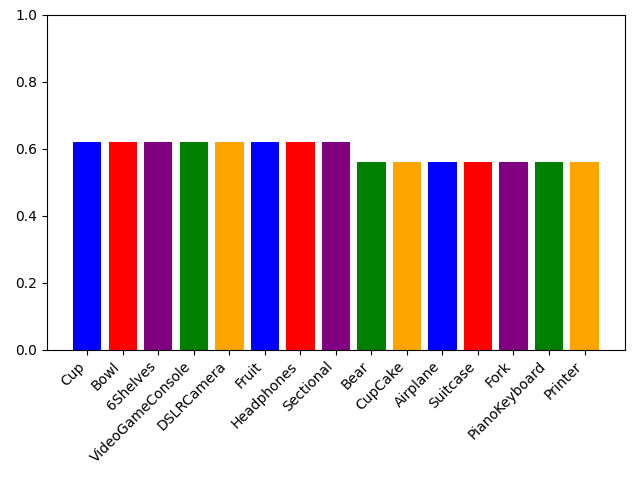 1.0
0.8
0.6
0.4
0.2
0.0
Cup
Bowl
6Shelves
VideoGameConsole
DSLRCamera
Fruit
Headphones
Sectional
Bear
CupCake
Airplane
Suitcase
Fork
PianoKeyboard
Printer